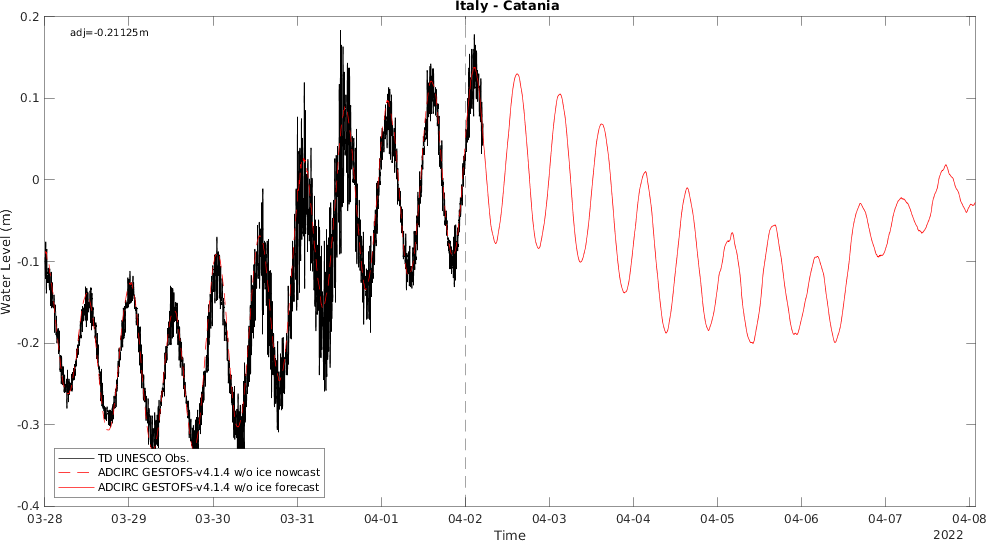 Italy - Catania
adj=-0.21125m
0.2
0.1
0
-0.1
-0.2
-0.3
-0.4
Water Level (m)
TD UNESCO Obs.
ADCIRC GESTOFS-v4.1.4 w/o ice nowcast
ADCIRC GESTOFS-v4.1.4 w/o ice forecast
03-28 03-29 03-30 03-31 04-01 04-02 04-03 04-04 04-05 04-06 04-07 04-08
Time
2022